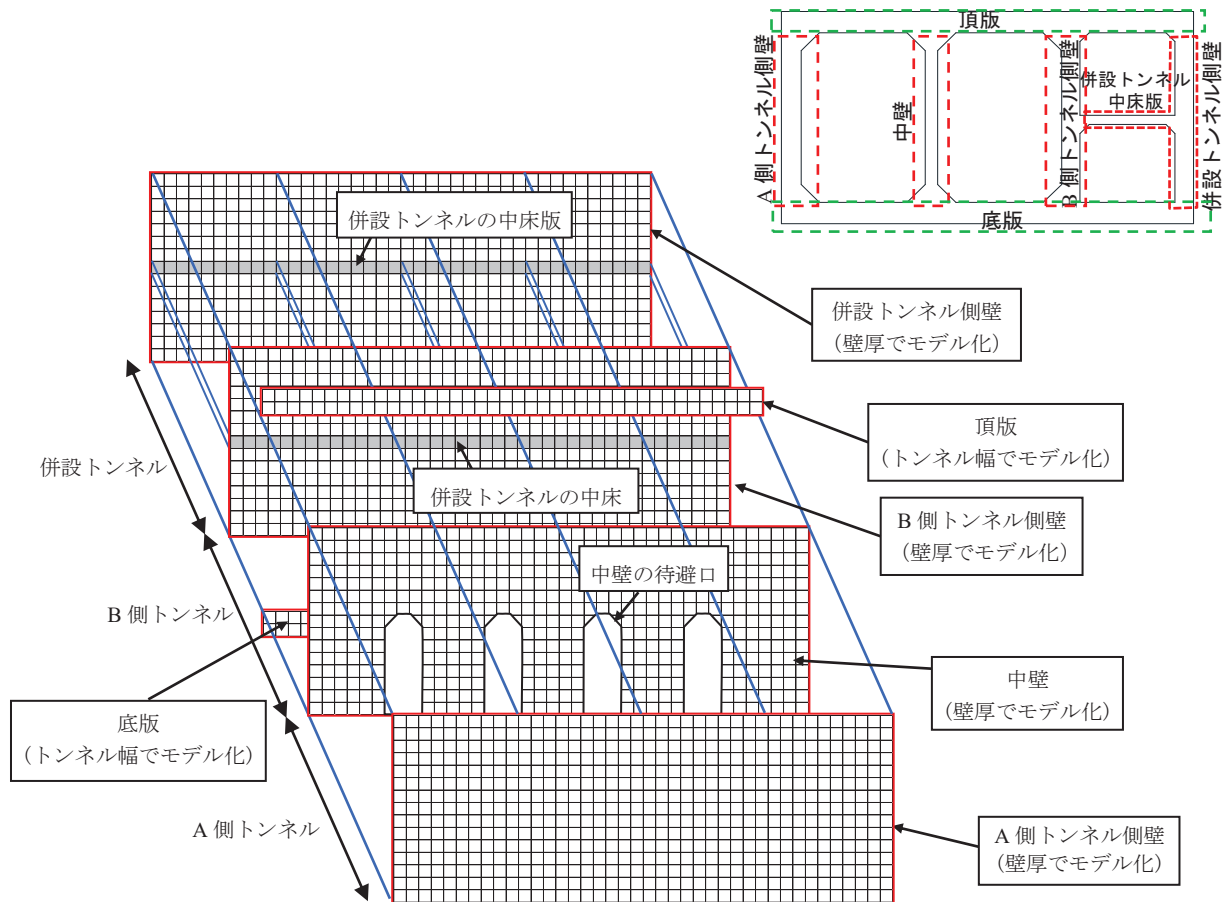 頂版
A 側トンネル側壁
中壁
B 側トンネル側壁
併設トンネル
中床版
併設トンネル側壁
底版
併設トンネルの中床版
併設トンネル側壁
(壁厚でモデル化)
頂版
(トンネル幅でモデル化)
併設トンネル
併設トンネルの中床
B 側トンネル側壁
(壁厚でモデル化)
中壁の待避口
B 側トンネル
中壁
(壁厚でモデル化)
底版
(トンネル幅でモデル化)
A 側トンネル
A 側トンネル側壁
(壁厚でモデル化)